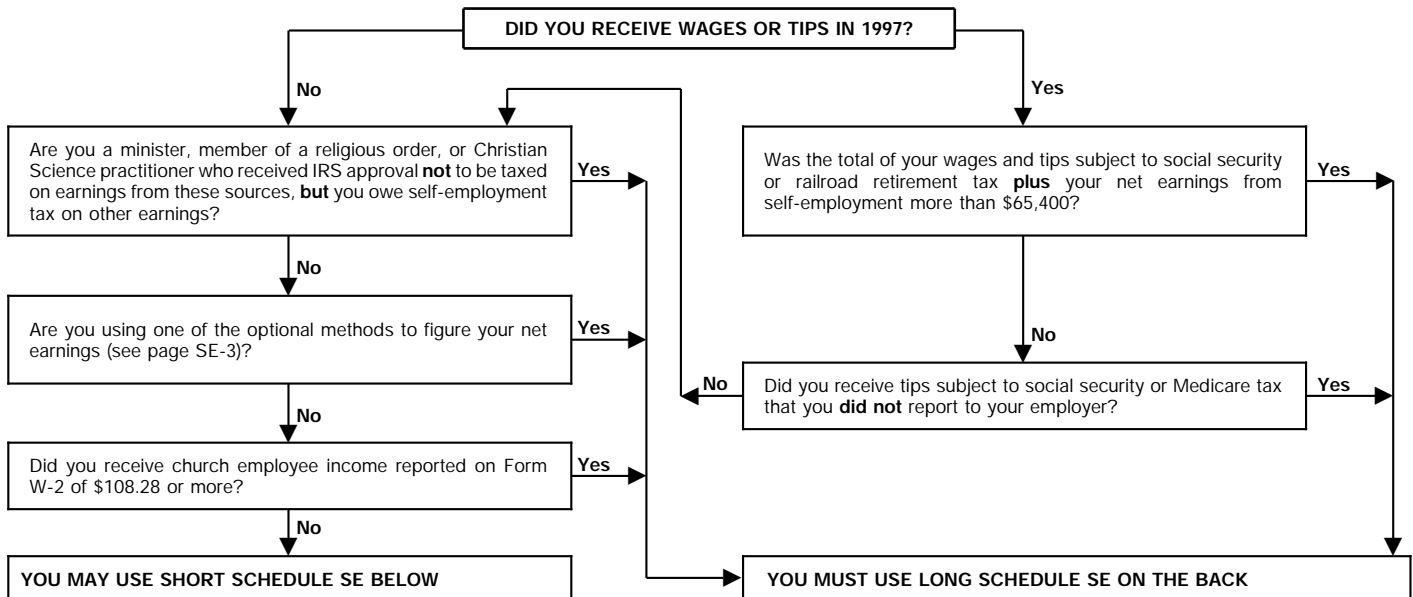 DID YOU RECEIVE WAGES OR TIPS IN 1997?
No
Yes
Are you a minister, member of a religious order, or Christian
Science practitioner who received IRS approval not to be taxed
on earnings from these sources, but you owe self-employment
tax on other earnings?
Yes
Was the total of your wages and tips subject to social security
or railroad retirement tax plus your net earnings from
self-employment more than $65,400?
Yes
No
Are you using one of the optional methods to figure your net
earnings (see page SE-3)?
Yes
No
No
Did you receive tips subject to social security or Medicare tax
that you did not report to your employer?
Yes
No
Did you receive church employee income reported on Form
W-2 of $108.28 or more?
Yes
No
YOU MAY USE SHORT SCHEDULE SE BELOW
YOU MUST USE LONG SCHEDULE SE ON THE BACK